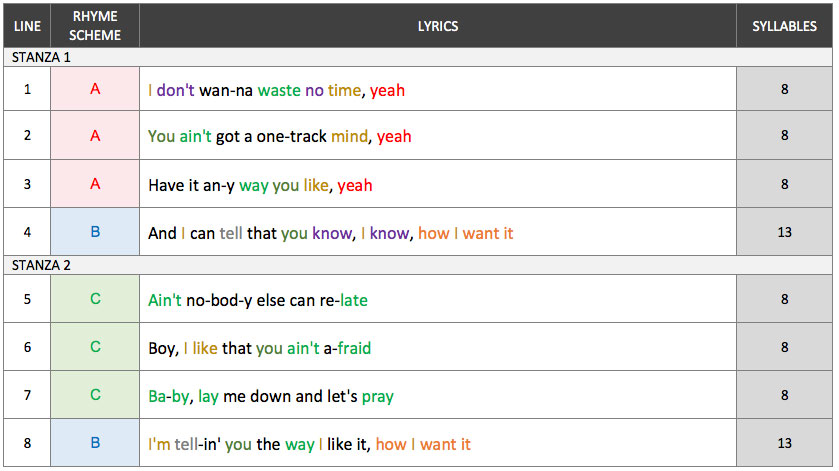 LINE RHYME SCHEME LYRICS SYLLABLES
STANZA 1
1 A I don't wan-na waste no time, yeah 8
2 A You ain't got a one-track mind, yeah 8
3 A Have it an-y way you like, yeah 8
4 B And I can tell that you know, I know, how I want it 13
STANZA 2
5 C Ain't no-bod-y else can re-late 8
6 C Boy, I like that you ain't a-fraid 8
7 C Ba-by, lay me down and let's pray 8
8 B I'm tell-in' you the way I like it, how I want it 13